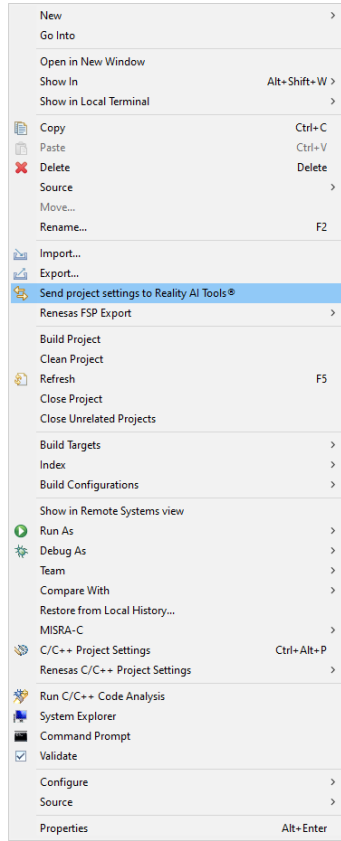 New
Go Into
Open in New Window
Show In Alt+Shift+W >
Show in Local Terminal
Copy Ctrl+C
Paste Ctrl+V
Delete Delete
Source
Move...
Rename... F2
Import...
Export...
Send project settings to Reality AI Tools®
Renesas FSP Export
Build Project
Clean Project
Refresh F5
Close Project
Close Unrelated Projects
Build Targets
Index
Build Configurations
Show in Remote Systems view
Run As
Debug As
Team
Compare With
Restore from Local History...
MISRA-C
C/C++ Project Settings Ctrl+Alt+P
Renesas C/C++ Project Settings
Run C/C++ Code Analysis
System Explorer
Command Prompt
Validate
Configure
Source
Properties Alt+Enter